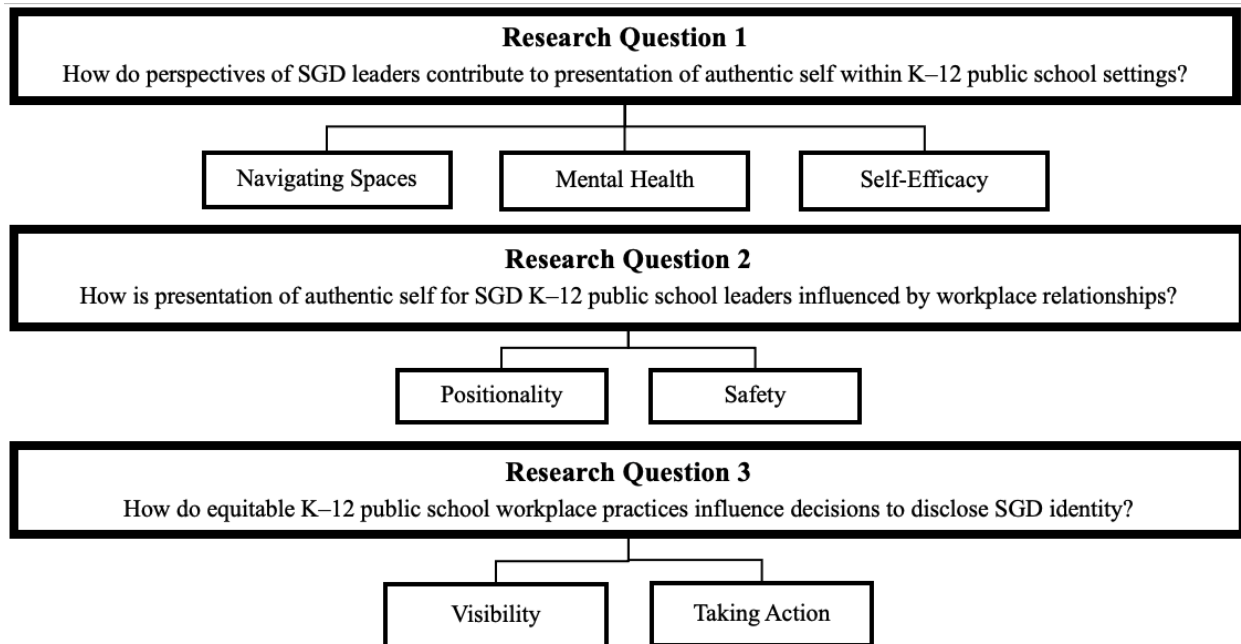 Research Question 1
How do perspectives of SGD leaders contribute to presentation of authentic self within K–12 public school settings?
Navigating Spaces
Mental Health
Self-Efficacy
Research Question 2
How is presentation of authentic self for SGD K–12 public school leaders influenced by workplace relationships?
Positionality
Safety
Research Question 3
How do equitable K–12 public school workplace practices influence decisions to disclose SGD identity?
Visibility
Taking Action